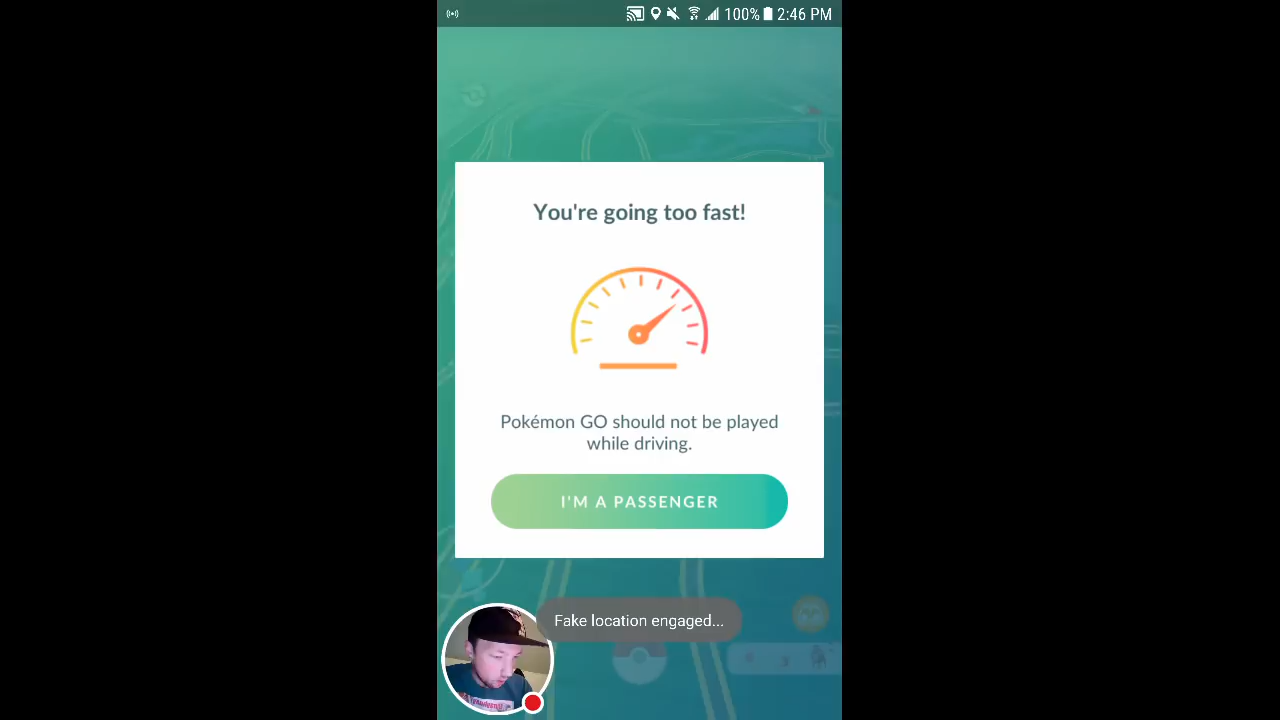 100% 2:46 PM
You're going too fast!
Pokémon GO should not be played
while driving.
I'M A PASSENGER
Fake location engaged...